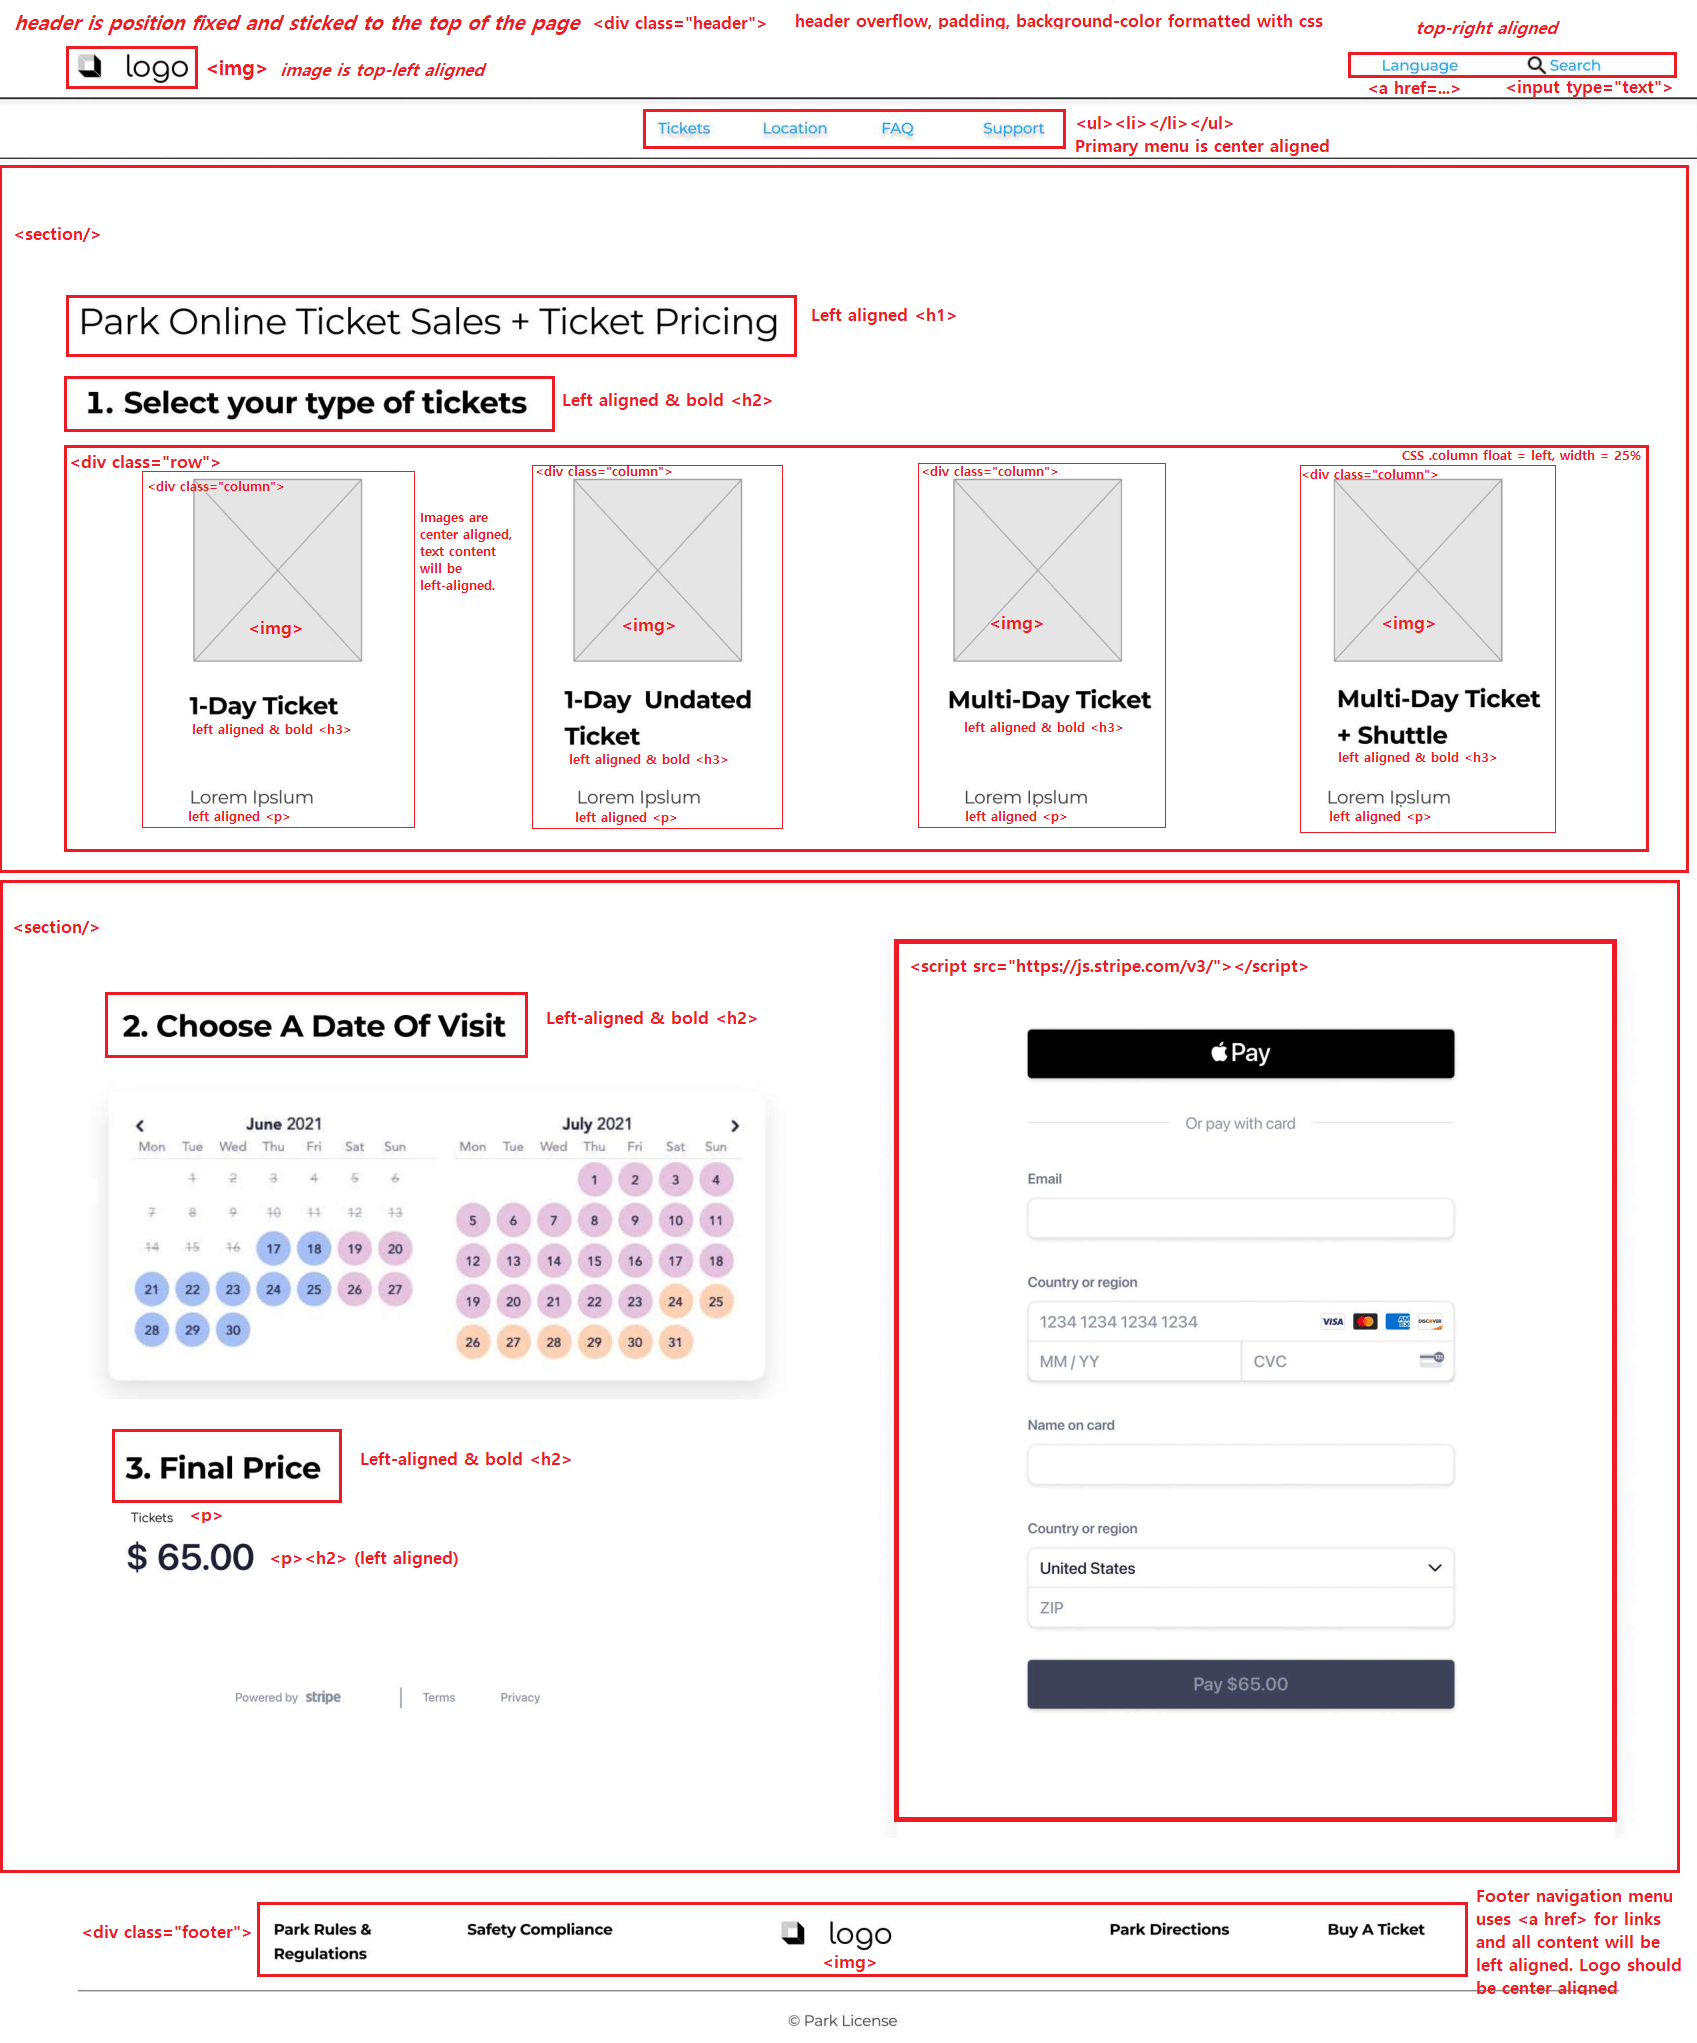 header is position fixed and sticked to the top of the page <div class="header"> header overflow, padding, background-color formatted with css
top-right aligned
logo <img> image is top-left aligned
Language Search
<a href=...> <input type="text">
Tickets Location FAQ Support
<ul><li></li></ul>
Primary menu is center aligned
<section/>
Park Online Ticket Sales + Ticket Pricing
Left aligned <h1>
1. Select your type of tickets
Left aligned & bold <h2>
<div class="row">
CSS .column float = left, width = 25%
<div class="column">
<div class="column">
<div class="column">
<div class="column">
Images are
center aligned,
text content
will be
left-aligned.
<img> <img> <img> <img>
1-Day Ticket
left aligned & bold <h3>
1-Day Undated
Ticket
left aligned & bold <h3>
Multi-Day Ticket
left aligned & bold <h3>
Multi-Day Ticket
+ Shuttle
left aligned & bold <h3>
Lorem Ipslum Lorem Ipslum Lorem Ipslum Lorem Ipslum
left aligned <p> left aligned <p> left aligned <p> left aligned <p>
<section/>
2. Choose A Date Of Visit
Left-aligned & bold <h2>
June 2021
Mon Tue Wed Thu Fri Sat Sun
1 2 3 4 5 6
7 8 9 10 11 12 13
14 15 16 17 18 19 20
21 22 23 24 25 26 27
28 29 30
July 2021
Mon Tue Wed Thu Fri Sat Sun
1 2 3 4
5 6 7 8 9 10 11
12 13 14 15 16 17 18
19 20 21 22 23 24 25
26 27 28 29 30 31
3. Final Price
Left-aligned & bold <h2>
Tickets <p>
$ 65.00 <p><h2> (left aligned)
Powered by stripe Terms Privacy
<script src="https://js.stripe.com/v3/"></script>
Pay
Or pay with card
Email
Country or region
1234 1234 1234 1234 VISA AM EX DISCOVER
MM / YY CVC
Name on card
Country or region
United States
ZIP
Pay $65.00
<div class="footer">
Park Rules &
Regulations
Safety Compliance
logo
<img>
Park Directions
Buy A Ticket
Footer navigation menu
uses <a href> for links
and all content will be
left aligned. Logo should
be center aligned
© Park License